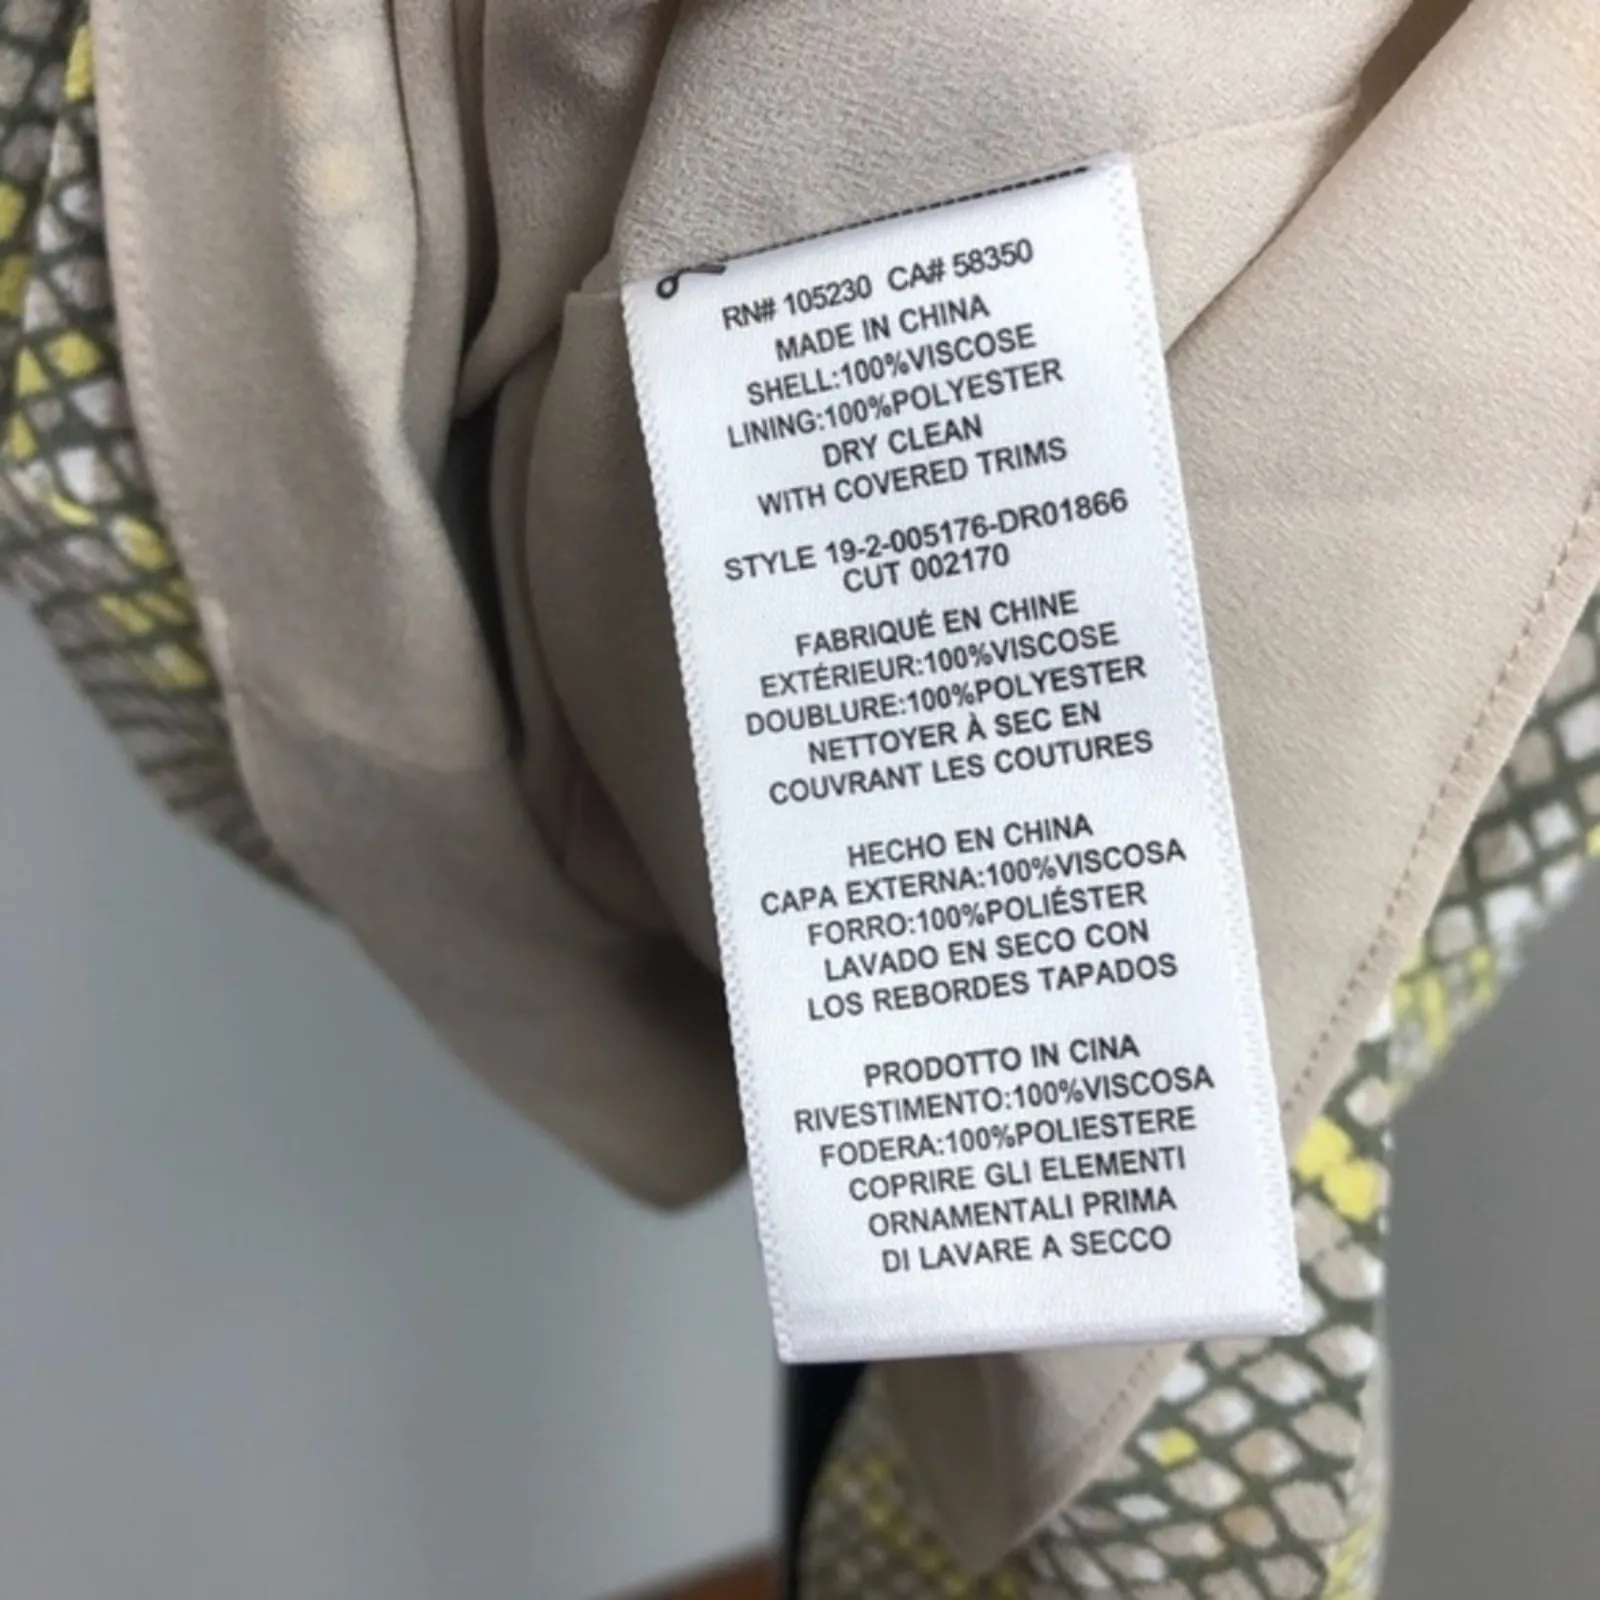 RN# 105230 CA# 58350
MADE IN CHINA
SHELL:100%VISCOSE
LINING:100%POLYESTER
DRY CLEAN
WITH COVERED TRIMS
STYLE 19-2-005176-DR01866
CUT 002170
FABRIQUÉ EN CHINE
EXTÉRIEUR:100%VISCOSE
DOUBLURE:100%POLYESTER
NETTOYER À SEC EN
COUVRANT LES COUTURES
HECHO EN CHINA
CAPA EXTERNA:100%VISCOSA
FORRO:100%POLIÉSTER
LAVADO EN SECO CON
LOS REBORDES TAPADOS
PRODOTTO IN CINA
RIVESTIMENTO:100%VISCOSA
FODERA:100%POLIESTERE
COPRIRE GLI ELEMENTI
ORNAMENTALI PRIMA
DI LAVARE A SECCO